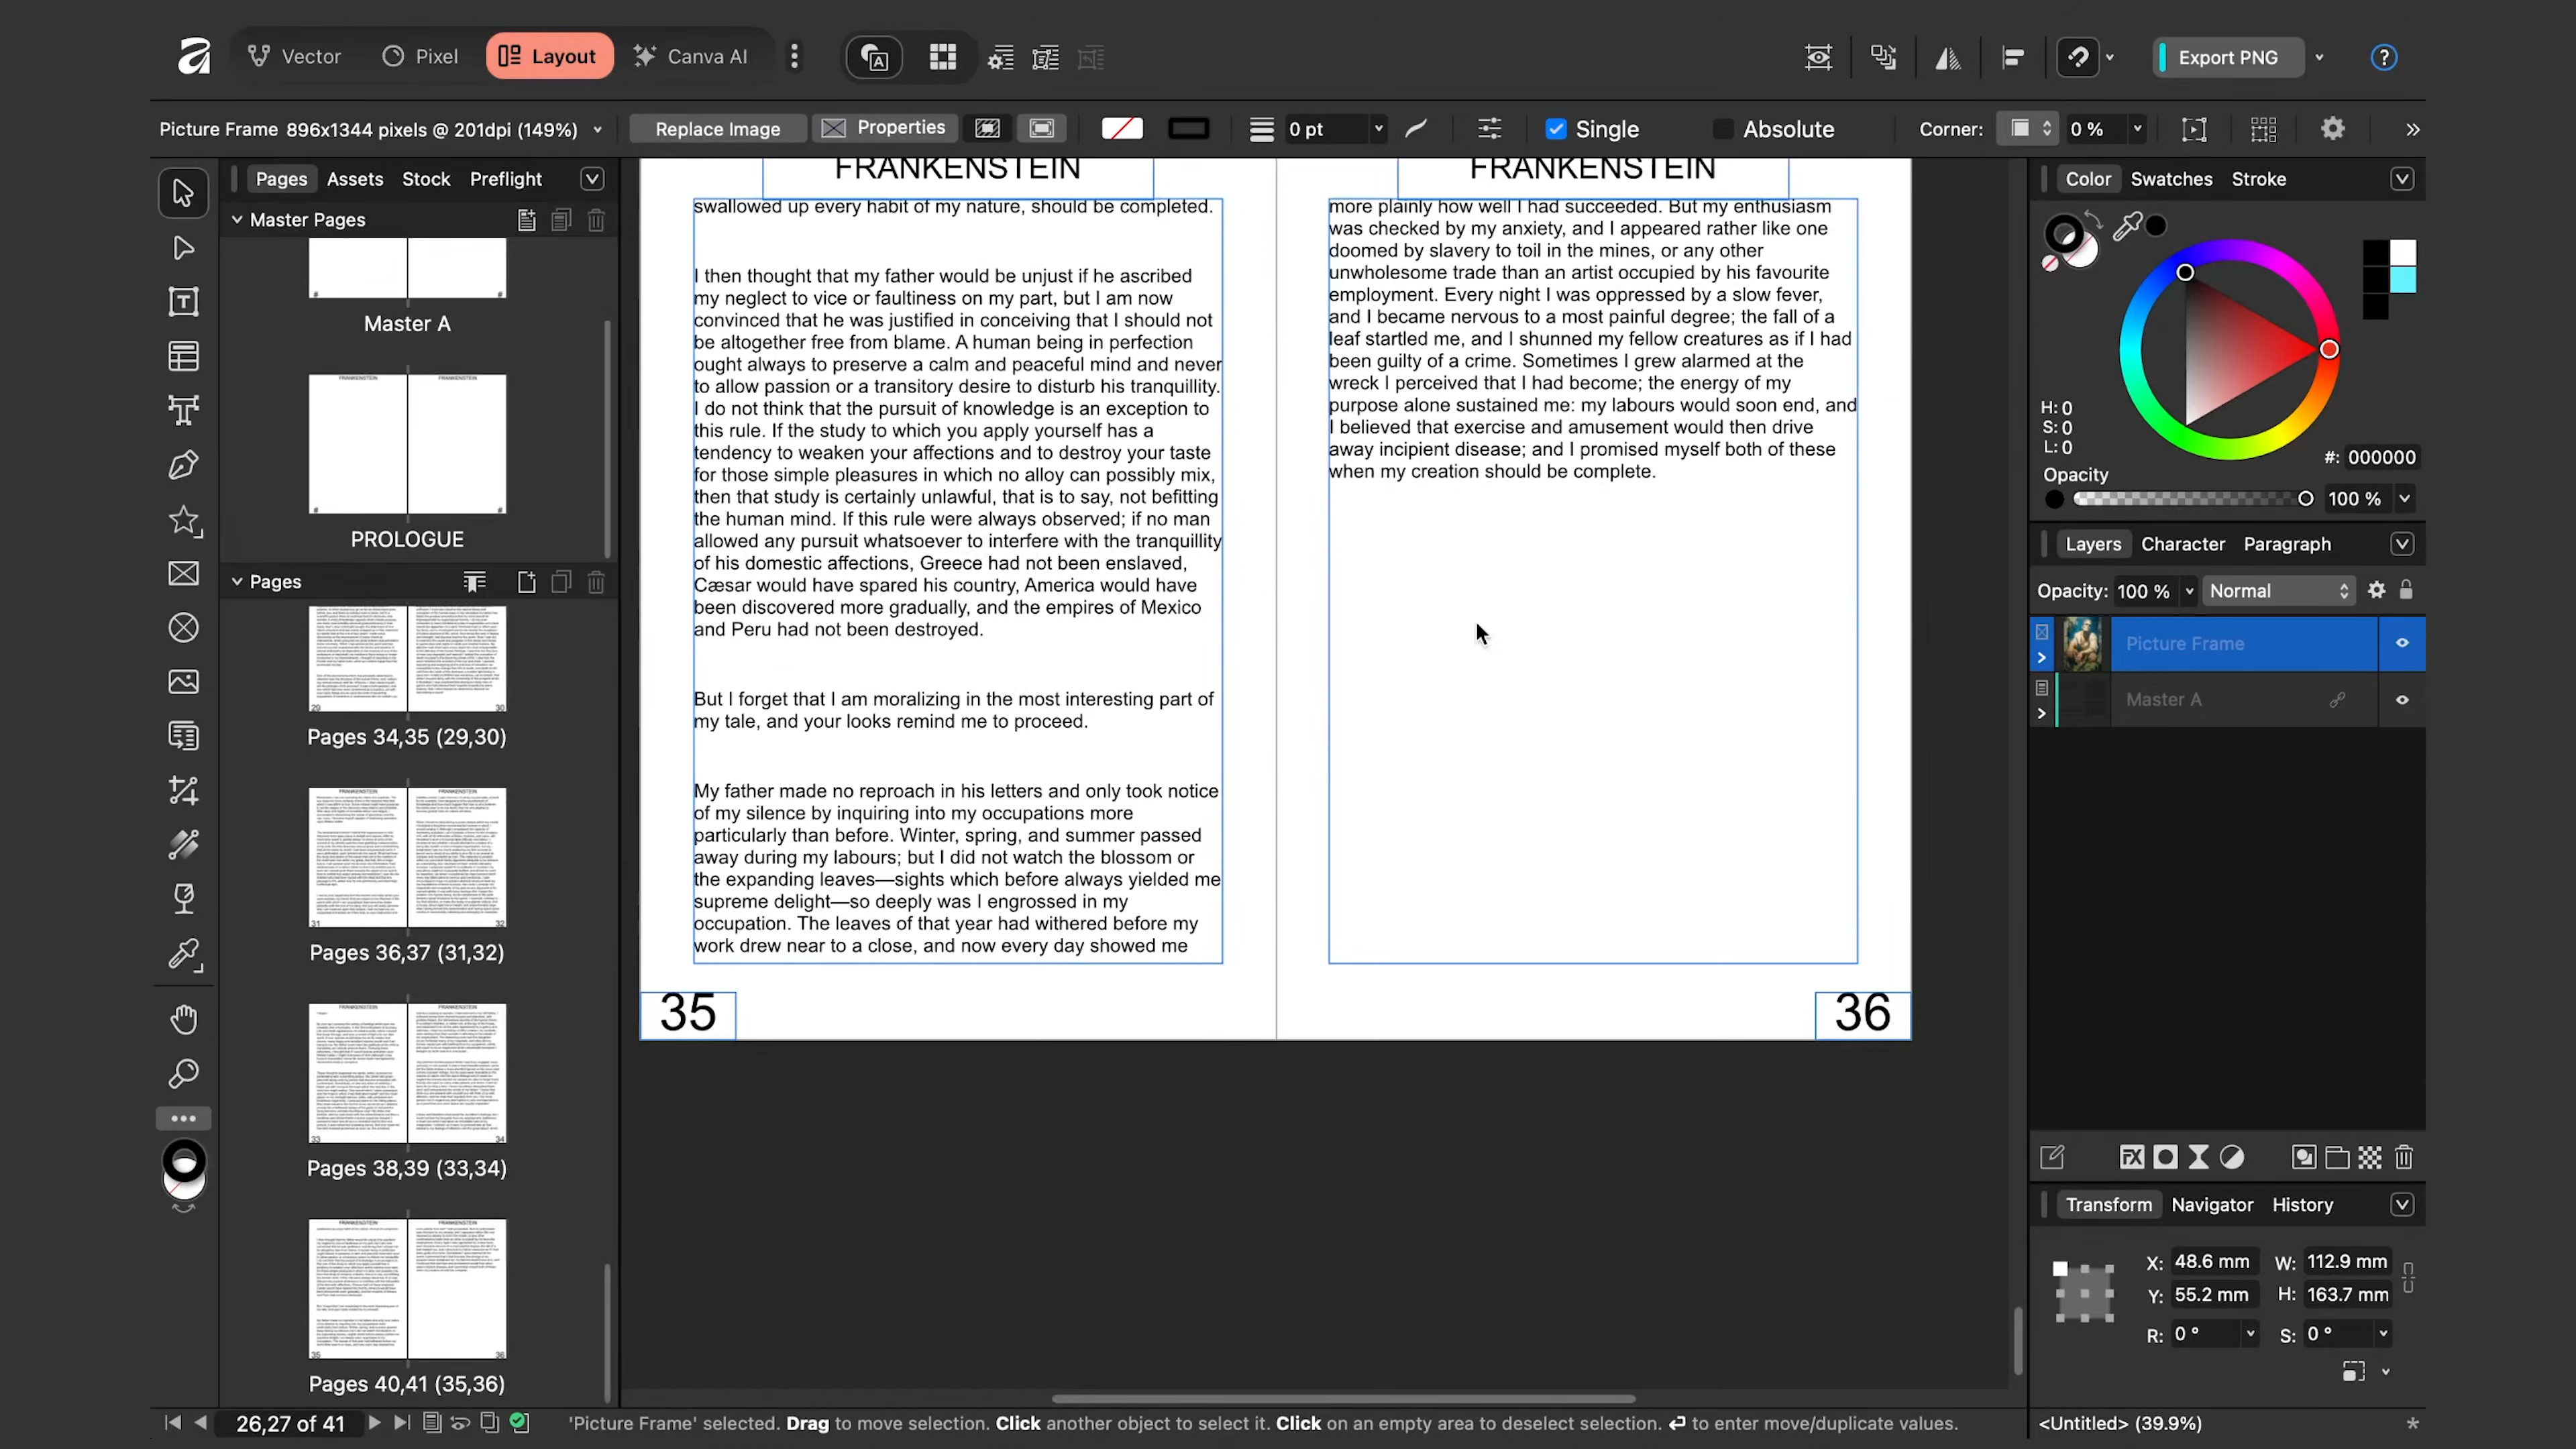 Vector Pixel Layout Canva AI Export PNG ?
Picture Frame 896x1344 pixels @ 201dpi (149%) Replace Image Properties 0 pt Single Absolute Corner: 0 % »
Pages Assets Stock Preflight
Master Pages
Master A
FRANKENSTEIN FRANKENSTEIN
PROLOGUE
Pages
29 30
Pages 34,35 (29,30)
FRANKENSTEIN FRANKENSTEIN
31 32
Pages 36,37 (31,32)
FRANKENSTEIN FRANKENSTEIN
33 34
Pages 38,39 (33,34)
FRANKENSTEIN FRANKENSTEIN
35 36
Pages 40,41 (35,36)
FRANKENSTEIN
swallowed up every habit of my nature, should be completed.
I then thought that my father would be unjust if he ascribed
my neglect to vice or faultiness on my part, but I am now
convinced that he was justified in conceiving that I should not
be altogether free from blame. A human being in perfection
ought always to preserve a calm and peaceful mind and never
to allow passion or a transitory desire to disturb his tranquillity.
I do not think that the pursuit of knowledge is an exception to
this rule. If the study to which you apply yourself has a
tendency to weaken your affections and to destroy your taste
for those simple pleasures in which no alloy can possibly mix,
then that study is certainly unlawful, that is to say, not befitting
the human mind. If this rule were always observed; if no man
allowed any pursuit whatsoever to interfere with the tranquillity
of his domestic affections, Greece had not been enslaved,
Cæsar would have spared his country, America would have
been discovered more gradually, and the empires of Mexico
and Peru had not been destroyed.
But I forget that I am moralizing in the most interesting part of
my tale, and your looks remind me to proceed.
My father made no reproach in his letters and only took notice
of my silence by inquiring into my occupations more
particularly than before. Winter, spring, and summer passed
away during my labours; but I did not watch the blossom or
the expanding leaves—sights which before always yielded me
supreme delight—so deeply was I engrossed in my
occupation. The leaves of that year had withered before my
work drew near to a close, and now every day showed me
35
FRANKENSTEIN
more plainly how well I had succeeded. But my enthusiasm
was checked by my anxiety, and I appeared rather like one
doomed by slavery to toil in the mines, or any other
unwholesome trade than an artist occupied by his favourite
employment. Every night I was oppressed by a slow fever,
and I became nervous to a most painful degree; the fall of a
leaf startled me, and I shunned my fellow creatures as if I had
been guilty of a crime. Sometimes I grew alarmed at the
wreck I perceived that I had become; the energy of my
purpose alone sustained me: my labours would soon end, and
I believed that exercise and amusement would then drive
away incipient disease; and I promised myself both of these
when my creation should be complete.
36
Color Swatches Stroke
H: 0
S: 0
L: 0
#: 000000
Opacity
100 %
Layers Character Paragraph
Opacity: 100 % Normal
Picture Frame
Master A
FX
Transform Navigator History
X: 48.6 mm W: 112.9 mm
Y: 55.2 mm H: 163.7 mm
R: 0 ° S: 0 °
26,27 of 41 'Picture Frame' selected. Drag to move selection. Click another object to select it. Click on an empty area to deselect selection. ↵ to enter move/duplicate values. <Untitled> (39.9%) *